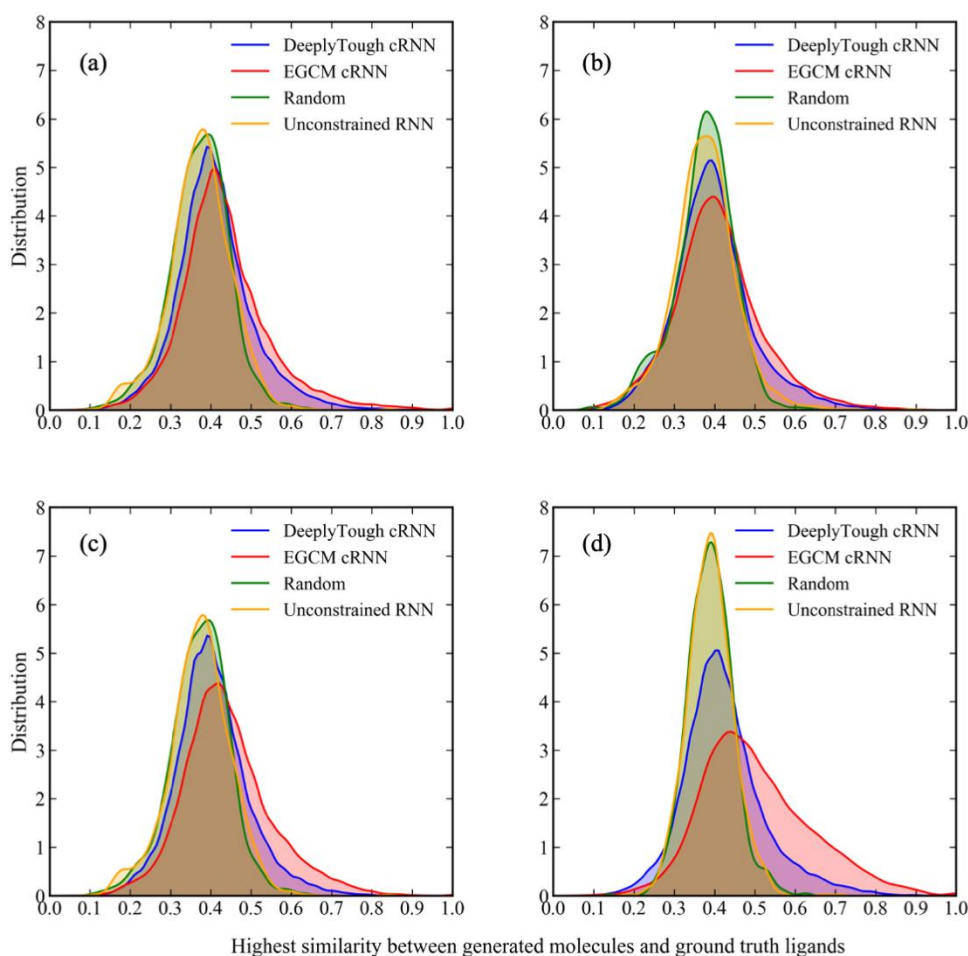 (a)
DeeplyTough cRNN
EGCM cRNN
Random
Unconstrained RNN
Distribution
8
7
6
5
4
3
2
1
0
0.0 0.1 0.2 0.3 0.4 0.5 0.6 0.7 0.8 0.9 1.0
(b)
DeeplyTough cRNN
EGCM cRNN
Random
Unconstrained RNN
8
7
6
5
4
3
2
1
0
0.0 0.1 0.2 0.3 0.4 0.5 0.6 0.7 0.8 0.9 1.0
(c)
DeeplyTough cRNN
EGCM cRNN
Random
Unconstrained RNN
Distribution
8
7
6
5
4
3
2
1
0
0.0 0.1 0.2 0.3 0.4 0.5 0.6 0.7 0.8 0.9 1.0
(d)
DeeplyTough cRNN
EGCM cRNN
Random
Unconstrained RNN
8
7
6
5
4
3
2
1
0
0.0 0.1 0.2 0.3 0.4 0.5 0.6 0.7 0.8 0.9 1.0
Highest similarity between generated molecules and ground truth ligands